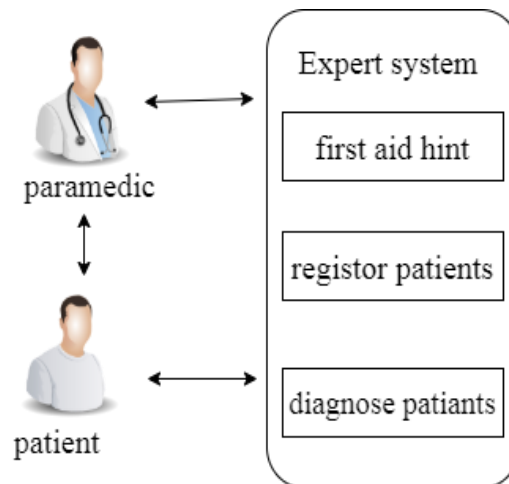 Expert system
first aid hint
paramedic
registor patients
diagnose patiants
patient